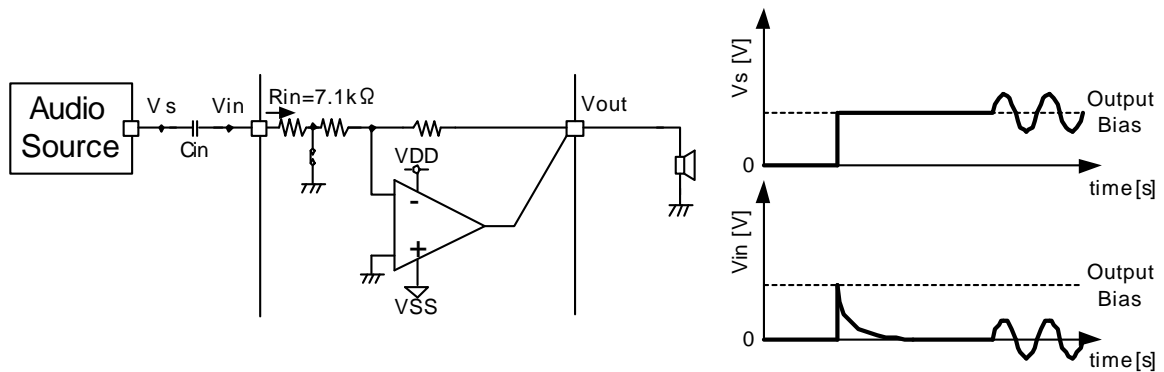 Audio
Source
Vs
Cin
Vin
Rin=7.1kΩ
VDD
-
+
VSS
Vout
Vs [V]
0
Output
Bias
time[s]
Vin [V]
0
Output
Bias
time[s]